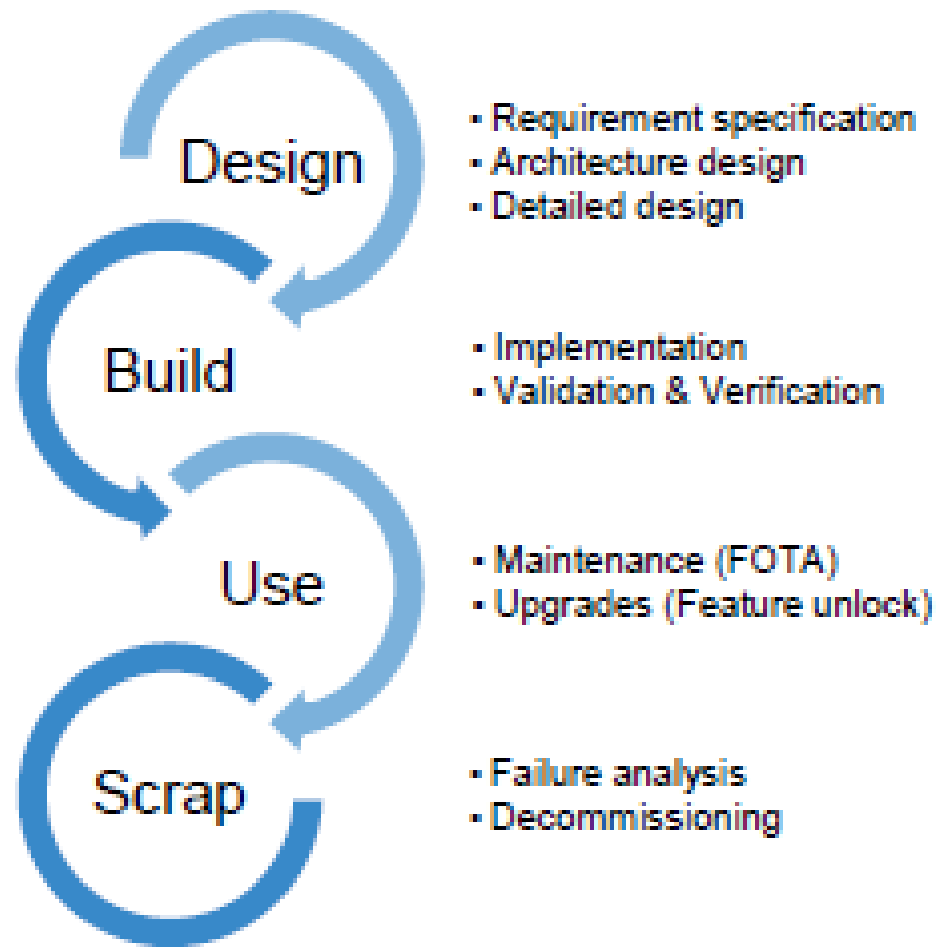 Design
• Requirement specification
• Architecture design
• Detailed design
Build
• Implementation
• Validation & Verification
Use
• Maintenance (FOTA)
• Upgrades (Feature unlock)
Scrap
• Failure analysis
• Decommissioning